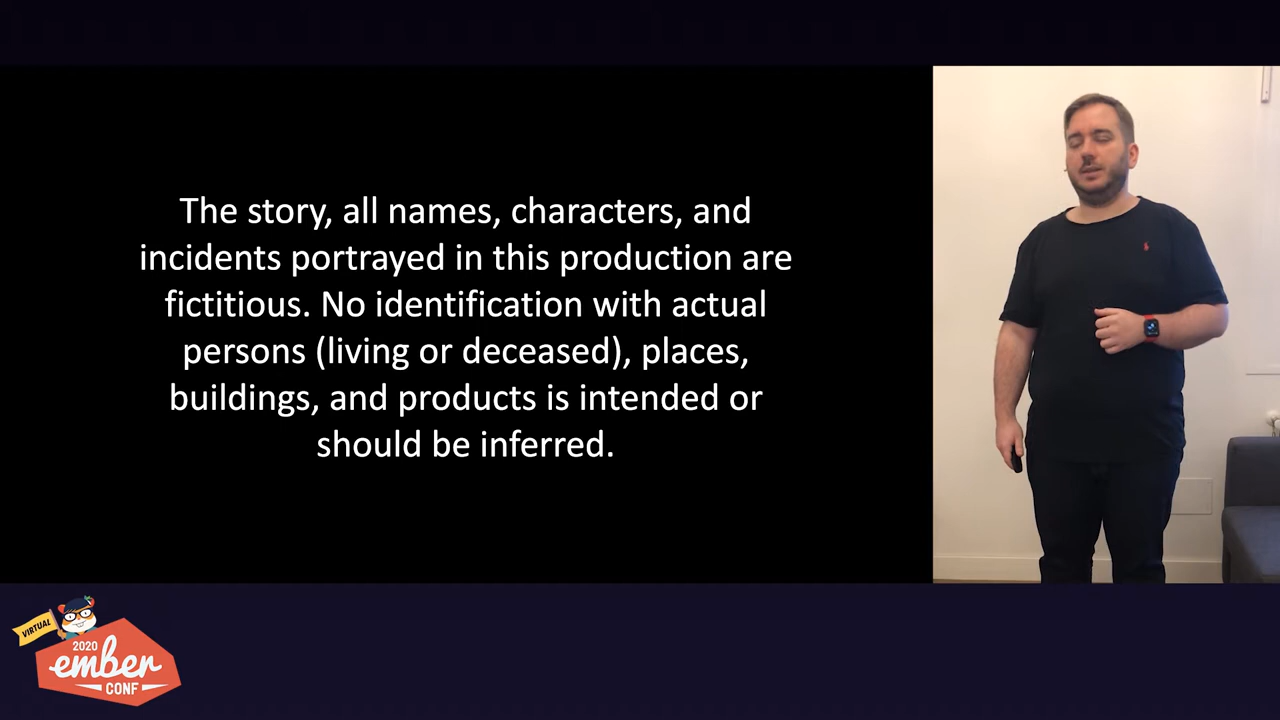 The story, all names, characters, and
incidents portrayed in this production are
fictitious. No identification with actual
persons (living or deceased), places,
buildings, and products is intended or
should be inferred.
VIRTUAL
2020
ember
CONF